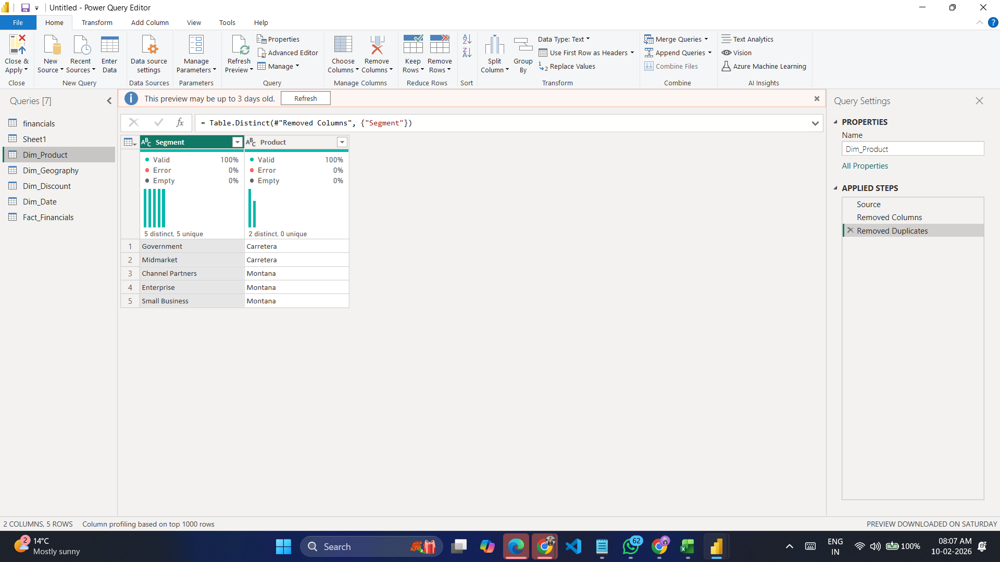 Untitled - Power Query Editor
File Home Transform Add Column View Tools Help
Close & Apply
Close
New Source
Recent Sources
Enter Data
New Query
Data source settings
Data Sources
Manage Parameters
Parameters
Refresh Preview
Properties
Advanced Editor
Manage
Query
Choose Columns
Remove Columns
Manage Columns
Keep Rows
Remove Rows
Reduce Rows
Sort
Split Column
Group By
Data Type: Text
Use First Row as Headers
Replace Values
Transform
Merge Queries
Append Queries
Combine Files
Combine
Text Analytics
Vision
Azure Machine Learning
AI Insights
Queries [7]
financials
Sheet1
Dim_Product
Dim_Geography
Dim_Discount
Dim_Date
Fact_Financials
This preview may be up to 3 days old. Refresh
= Table.Distinct(#"Removed Columns", {"Segment"})
Segment Product
Valid 100% Valid 100%
Error 0% Error 0%
Empty 0% Empty 0%
5 distinct, 5 unique 2 distinct, 0 unique
1 Government Carretera
2 Midmarket Carretera
3 Channel Partners Montana
4 Enterprise Montana
5 Small Business Montana
Query Settings
PROPERTIES
Name
Dim_Product
All Properties
APPLIED STEPS
Source
Removed Columns
Removed Duplicates
2 COLUMNS, 5 ROWS Column profiling based on top 1000 rows
PREVIEW DOWNLOADED ON SATURDAY
2
14°C
Mostly sunny
Search
62
ENG
IN
100%
08:07 AM
10-02-2026